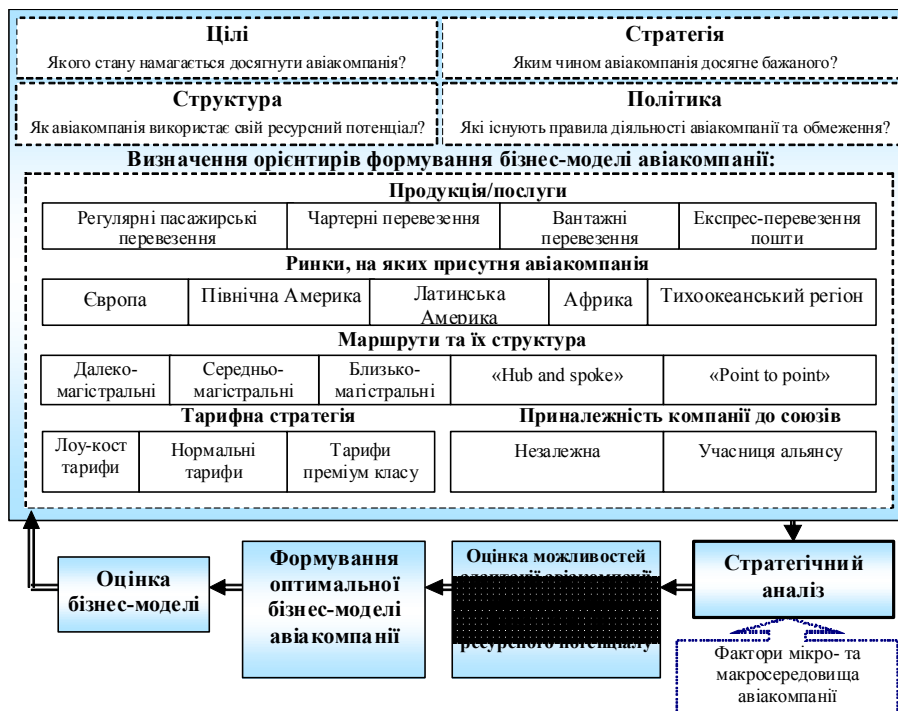 Цілі
Якого стану намагається досягнути авіакомпанія?
Стратегія
Яким чином авіакомпанія досягне бажаного?
Структура
Як авіакомпанія використає свій ресурсний потенціал?
Політика
Які існують правила діяльності авіакомпанії та обмеження?
Визначення орієнтирів формування бізнес-моделі авіакомпанії:
Продукція/послуги
Регулярні пасажирські
перевезення
Чартерні перевезення
Вантажні
перевезення
Експрес-перевезення
пошти
Ринки, на яких присутня авіакомпанія
Європа
Північна Америка
Латинська
Америка
Африка
Тихоокеанський регіон
Маршрути та їх структура
Далеко-
магістральні
Середньо-
магістральні
Близько-
магістральні
«Hub and spoke»
«Point to point»
Тарифна стратегія
Лоу-кост
тарифи
Нормальні
тарифи
Тарифи
преміум класу
Приналежність компанії до союзів
Незалежна
Учасниця альянсу
Оцінка
бізнес-моделі
Формування
оптимальної
бізнес-моделі
авіакомпанії
Оцінка можливостей
ресурсного потенціалу
Стратегічний
аналіз
Фактори мікро- та
макросередовища
авіакомпанії